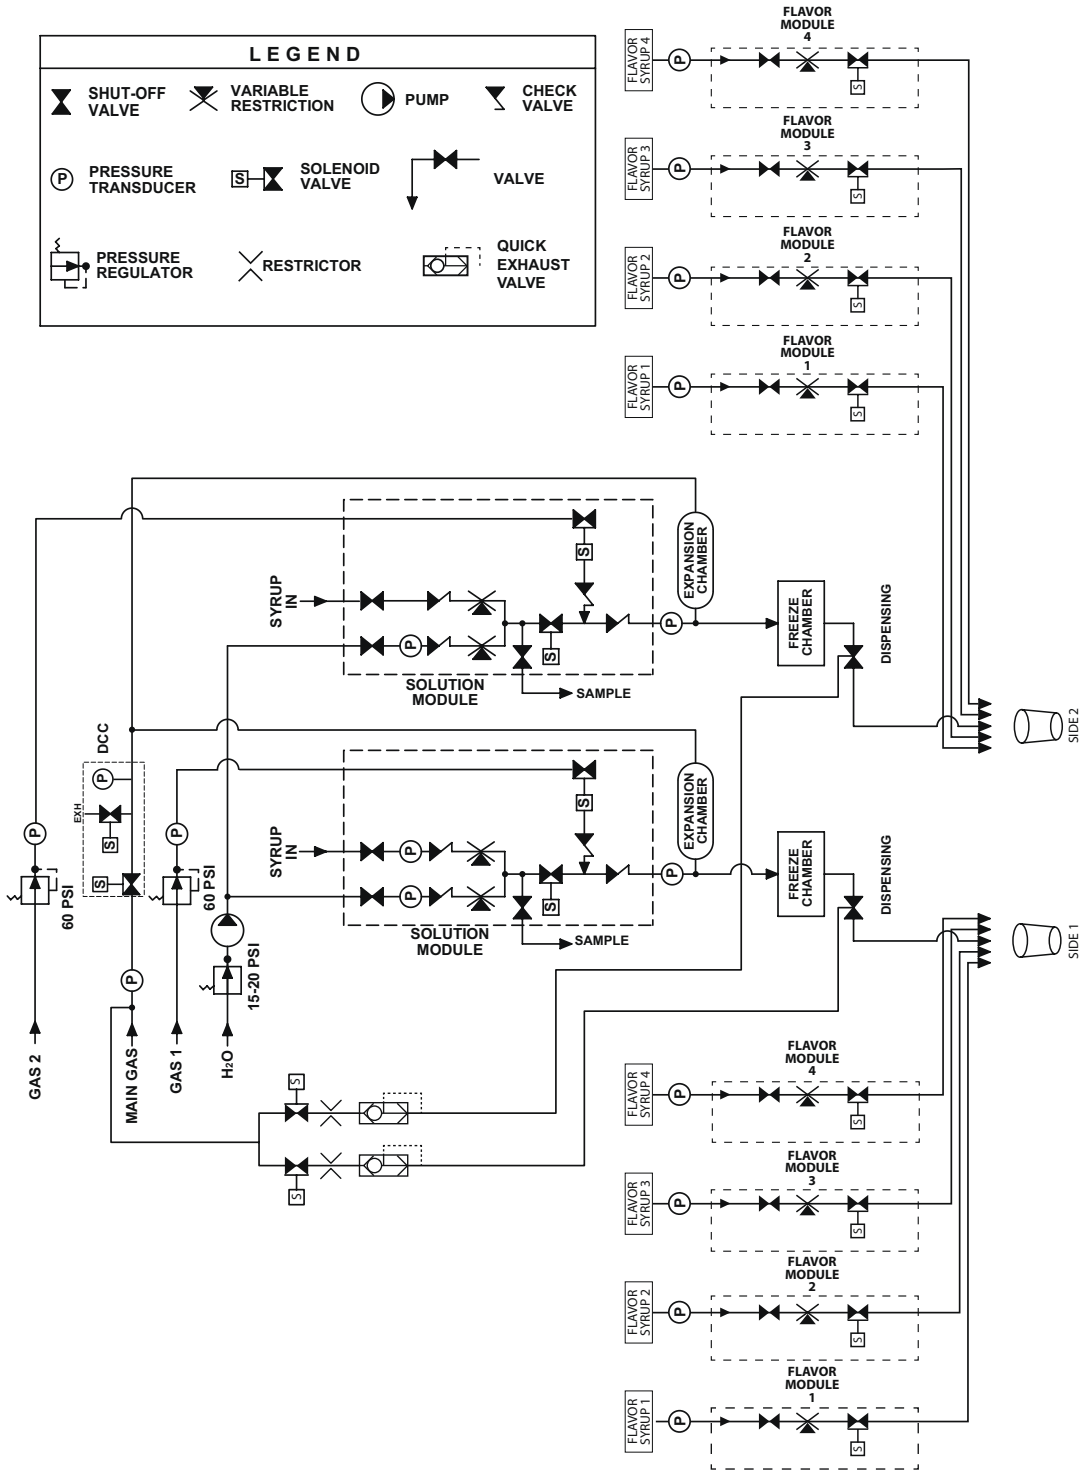 LEGEND
SHUT-OFF
VALVE
VARIABLE
RESTRICTION
PUMP
CHECK
VALVE
P
PRESSURE
TRANSDUCER
S
SOLENOID
VALVE
VALVE
PRESSURE
REGULATOR
RESTRICTOR
QUICK
EXHAUST
VALVE
FLAVOR
SYRUP 4
P
FLAVOR
MODULE
4
S
FLAVOR
SYRUP 3
P
FLAVOR
MODULE
3
S
FLAVOR
SYRUP 2
P
FLAVOR
MODULE
2
S
FLAVOR
SYRUP 1
P
FLAVOR
MODULE
1
S
SYRUP
IN
P
S
S
SOLUTION
MODULE
SAMPLE
P
EXPANSION
CHAMBER
FREEZE
CHAMBER
DISPENSING
SIDE 2
DCC
P
EXH
S
S
P
60 PSI
P
60 PSI
SYRUP
IN
P
P
S
S
SOLUTION
MODULE
SAMPLE
P
EXPANSION
CHAMBER
FREEZE
CHAMBER
DISPENSING
SIDE 1
P
15-20 PSI
GAS 2
MAIN GAS
GAS 1
H2O
S
S
FLAVOR
SYRUP 4
P
FLAVOR
MODULE
4
S
FLAVOR
SYRUP 3
P
FLAVOR
MODULE
3
S
FLAVOR
SYRUP 2
P
FLAVOR
MODULE
2
S
FLAVOR
SYRUP 1
P
FLAVOR
MODULE
1
S